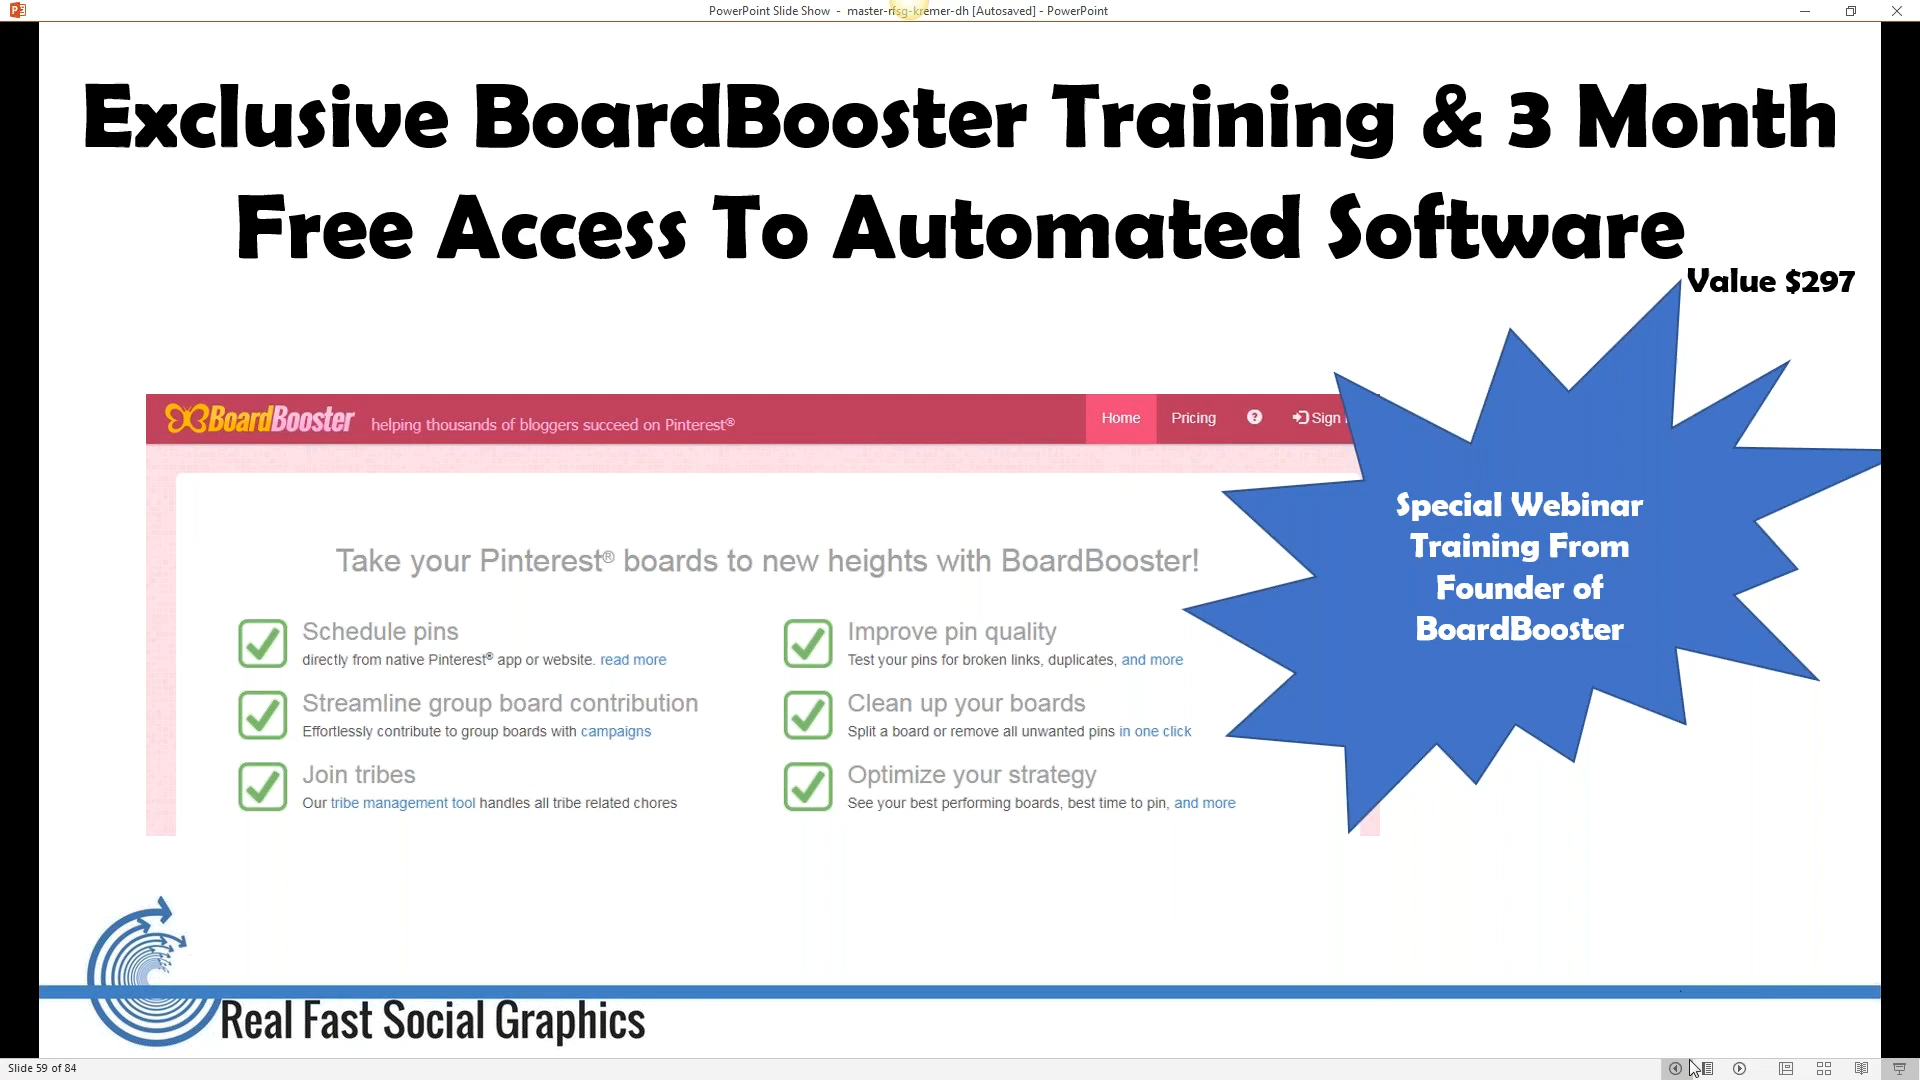 PowerPoint Slide Show - master-rfsg-kremer-dh [Autosaved] - PowerPoint
Exclusive BoardBooster Training & 3 Month
Free Access To Automated Software
Value $297
BoardBooster helping thousands of bloggers succeed on Pinterest®
Home Pricing ? Sign
Take your Pinterest® boards to new heights with BoardBooster!
Schedule pins
directly from native Pinterest® app or website. read more
Streamline group board contribution
Effortlessly contribute to group boards with campaigns
Join tribes
Our tribe management tool handles all tribe related chores
Improve pin quality
Test your pins for broken links, duplicates, and more
Clean up your boards
Split a board or remove all unwanted pins in one click
Optimize your strategy
See your best performing boards, best time to pin, and more
Special Webinar
Training From
Founder of
BoardBooster
Real Fast Social Graphics
Slide 59 of 84